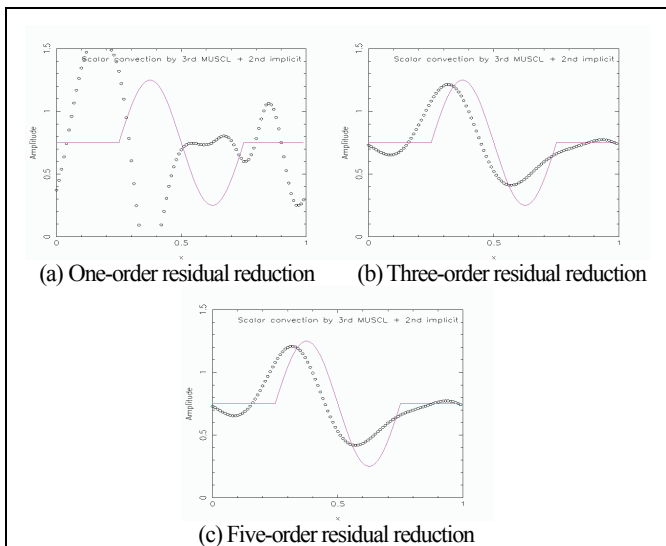 Scalar convection by 3rd MUSCL + 2nd implicit
1.5
1
0.5
0
Amplitude
0
0.5
1
x
(a) One-order residual reduction
Scalar convection by 3rd MUSCL + 2nd implicit
1.5
1
0.5
0
Amplitude
0
0.5
1
x
(b) Three-order residual reduction
Scalar convection by 3rd MUSCL + 2nd implicit
1.5
1
0.5
0
Amplitude
0
0.5
1
x
(c) Five-order residual reduction